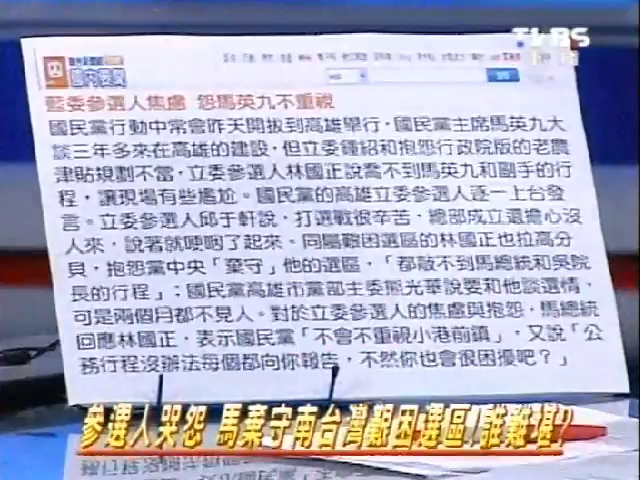 TVBS
國內要聞
藍委參選人焦慮 怨馬英九不重視
國民黨行動中常會昨天開拔到高雄舉行，國民黨主席馬英九大
談三年多來在高雄的建設，但立委鍾紹和抱怨行政院版的老農
津貼規劃不當，立委參選人林國正說喬不到馬英九和副手的行
程，讓現場有些尷尬。國民黨的高雄立委參選人逐一上台發
言。立委參選人邱于軒說，打選戰很辛苦，總部成立還擔心沒
人來，說著就哽咽了起來。同屬艱困選區的林國正也拉高分
貝，抱怨黨中央「棄守」他的選區，「都敲不到馬總統和吳院
長的行程」；國民黨高雄市黨部主委熊光華說要和他談選情，
可是兩個月都不見人。對於立委參選人的焦慮與抱怨，馬總統
回應林國正，表示國民黨「不會不重視小港前鎮」，又說「公
務行程沒辦法每個都向你報告，不然你也會很困擾吧？」
參選人哭怨 馬棄守南台灣艱困選區！誰難堪？